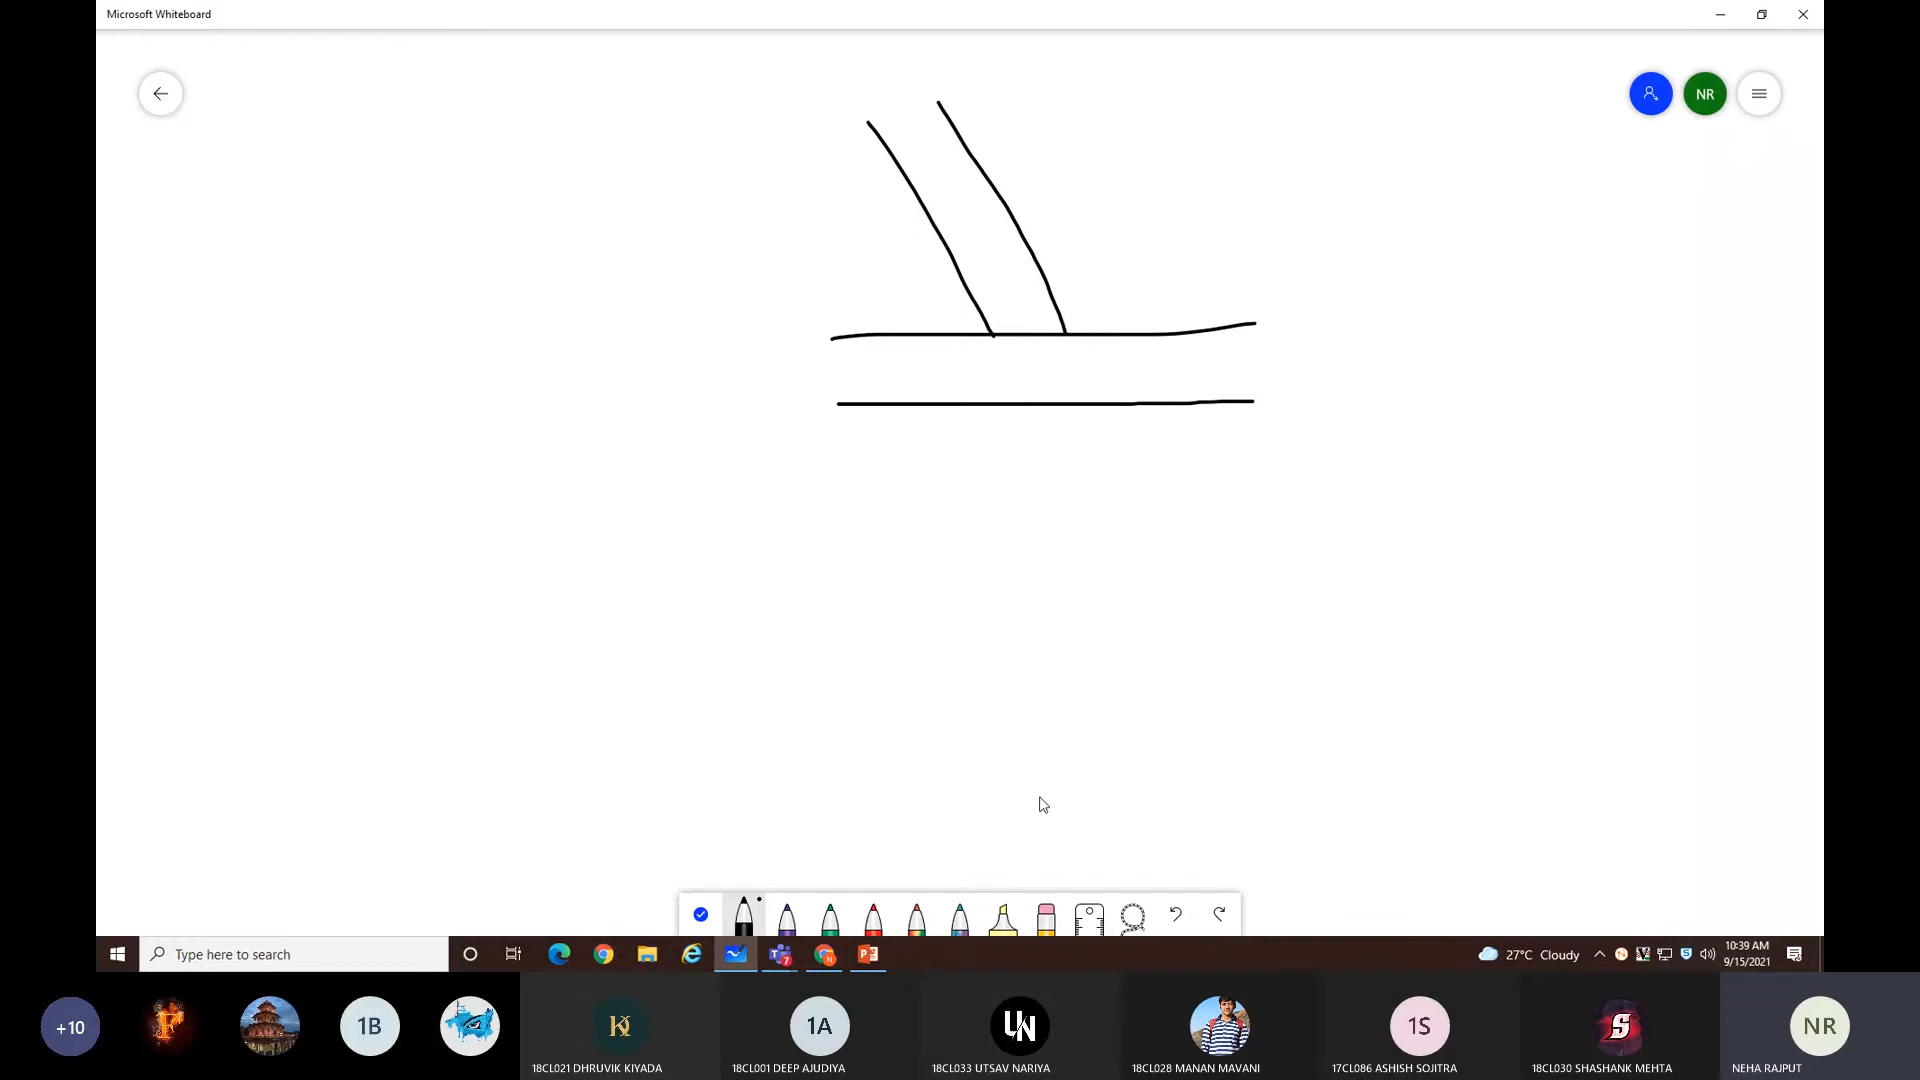 Microsoft Whiteboard
NR
Type here to search
27°C Cloudy
10:39 AM
9/15/2021
+10
1B
1A
UN
1S
NR
18CL021 DHRUVIK KIYADA
18CL001 DEEP AJUDIYA
18CL033 UTSAV NARIYA
18CL028 MANAN MAVANI
17CL086 ASHISH SOJITRA
18CL030 SHASHANK MEHTA
NEHA RAJPUT